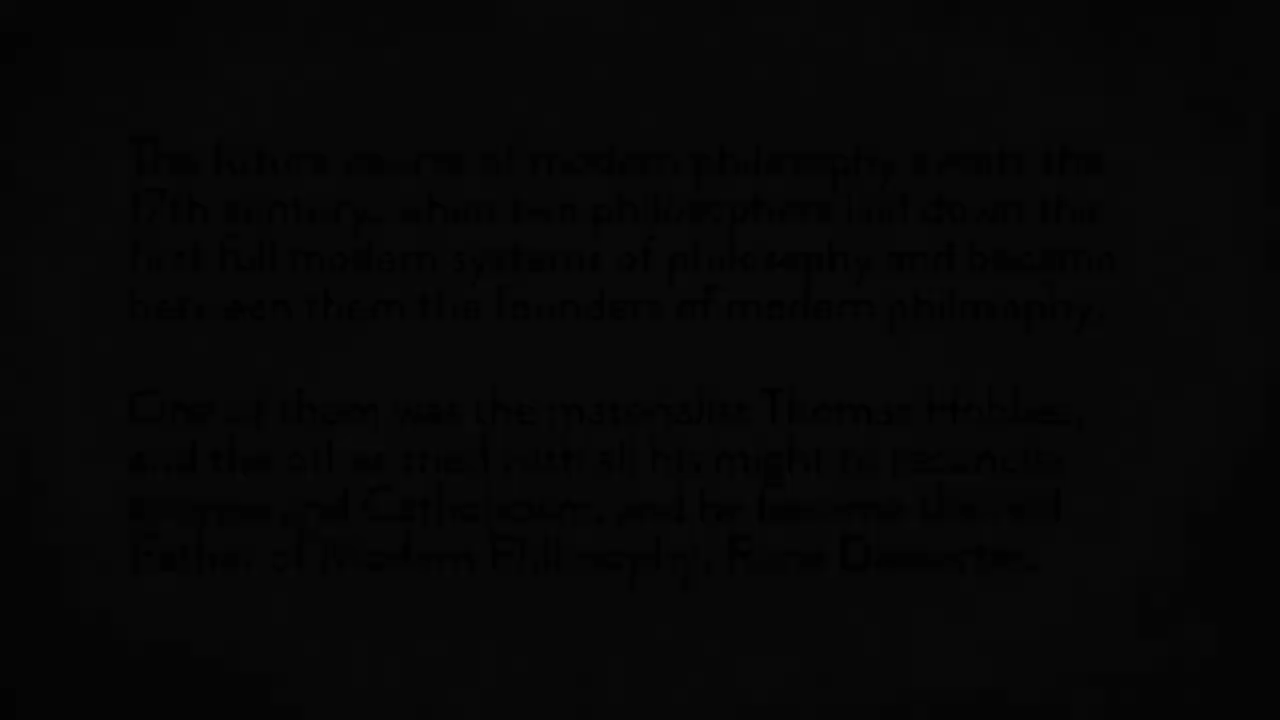 The future course of modern philosophy awaits the
17th century, when two philosophers laid down the
first full modern systems of philosophy and became
between them the founders of modern philosophy.
One of them was the materialist Thomas Hobbes,
and the other tried with all his might to reconcile
science and Catholicism, and he became the
Father of Modern Philosophy, Rene Descartes.